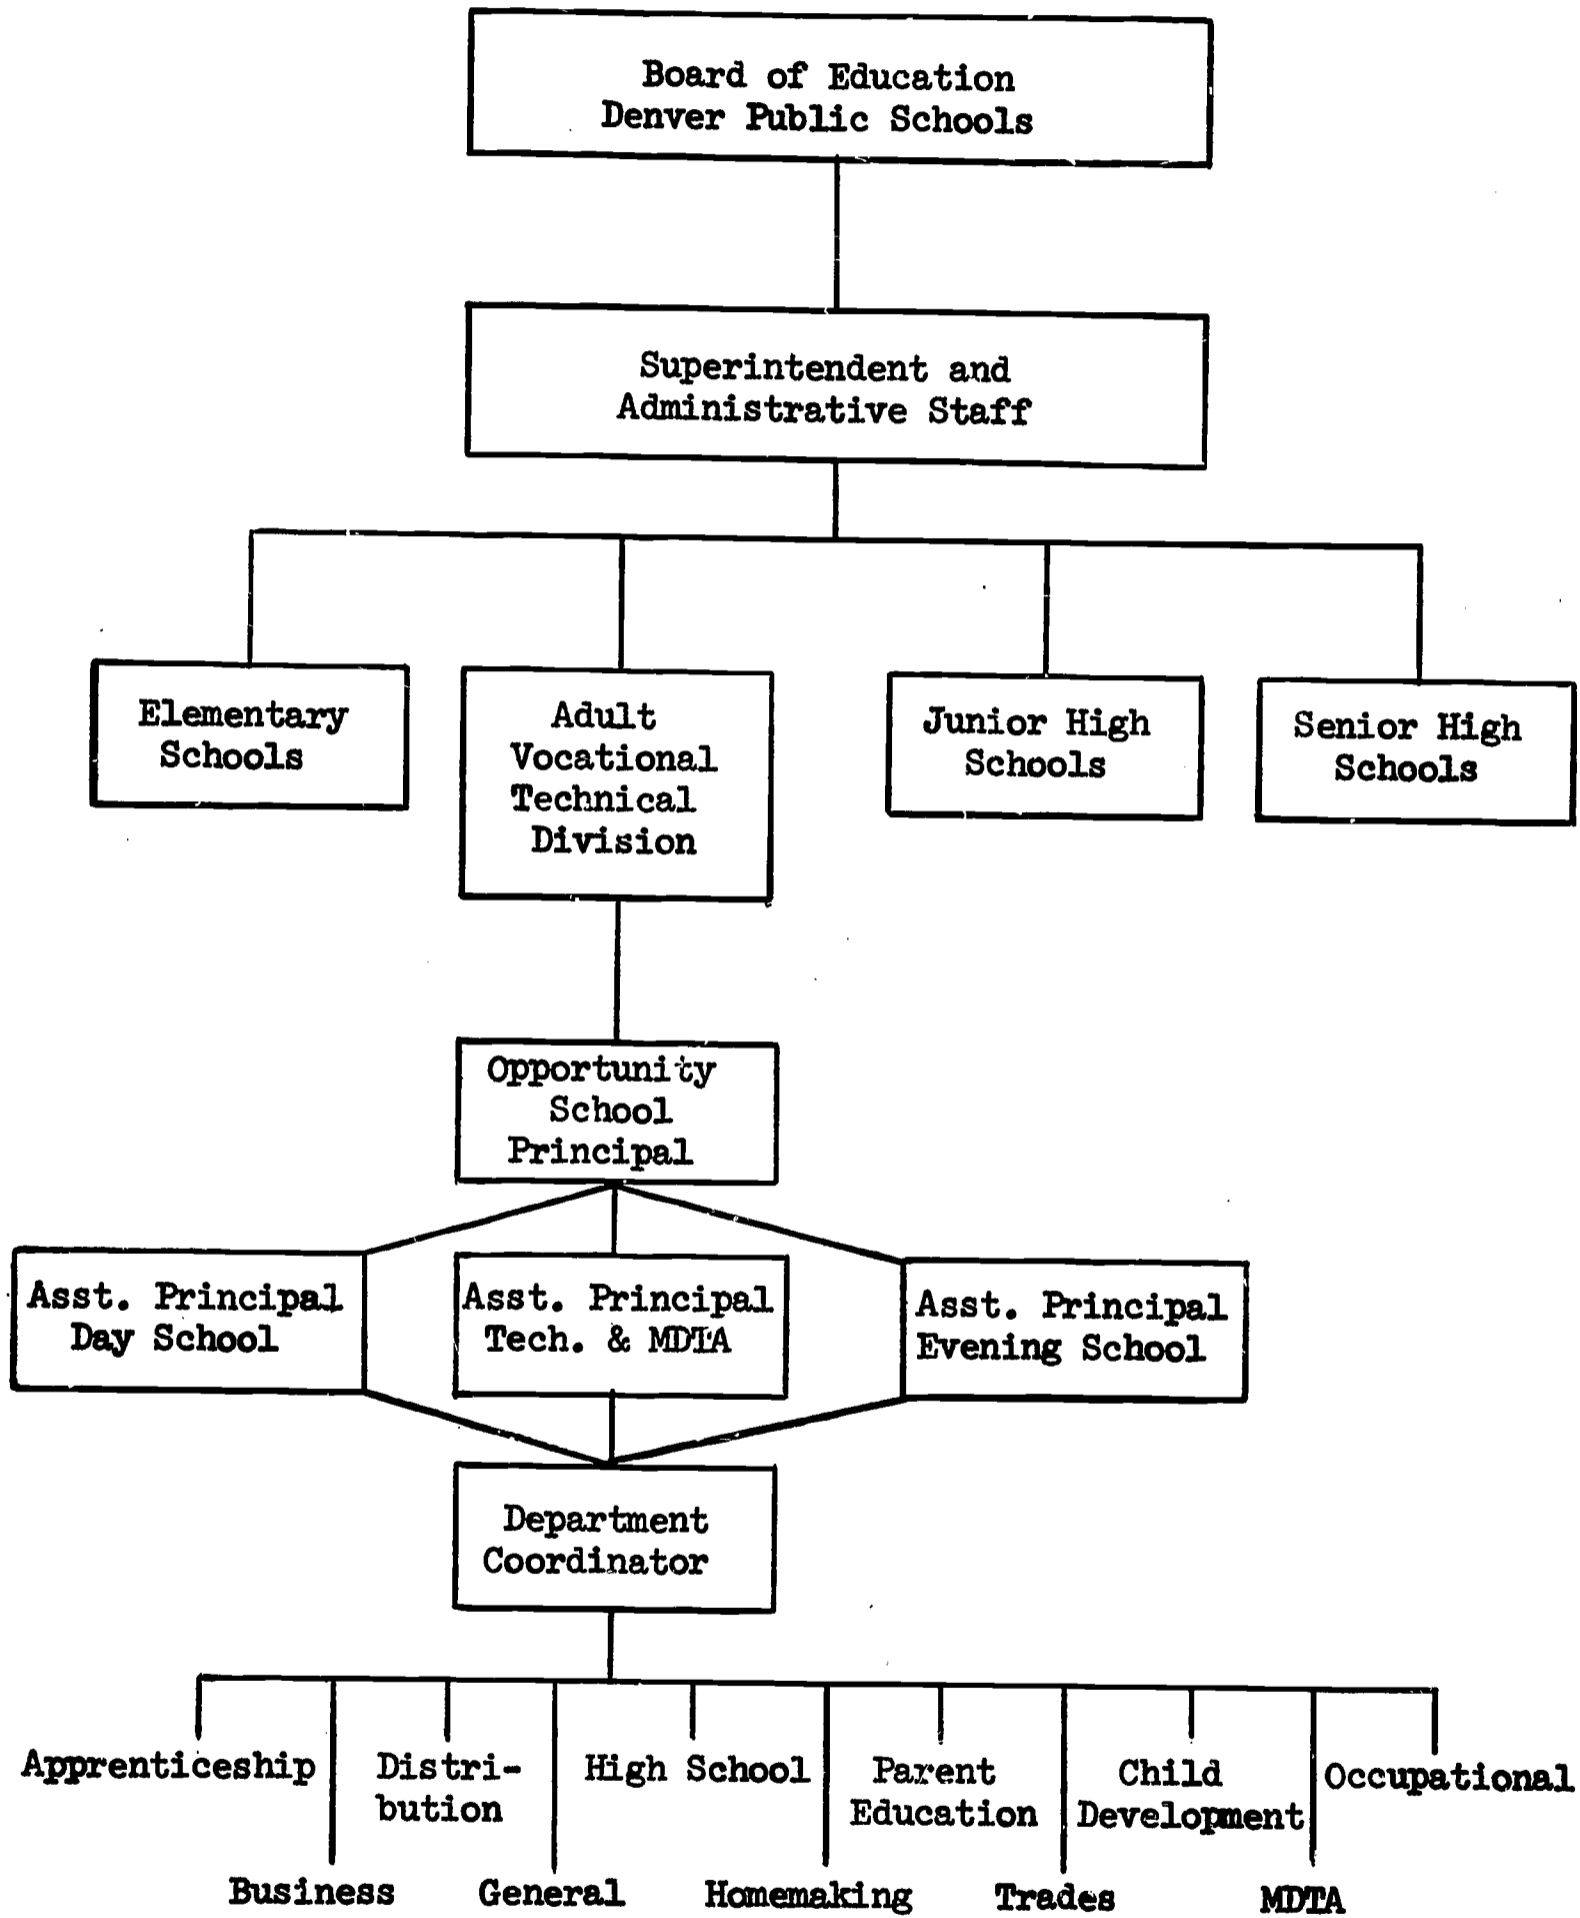 Board of Education
Denver Public Schools
Superintendent and
Administrative Staff
Elementary
Schools
Adult
Vocational
Technical
Division
Junior High
Schools
Senior High
Schools
Opportunity
School
Principal
Asst. Principal
Day School
Asst. Principal
Tech. & MDTA
Asst. Principal
Evening School
Department
Coordinator
Apprenticeship
Distri-
bution
High School
Parent
Education
Child
Development
Occupational
Business
General
Homemaking
Trades
MDTA